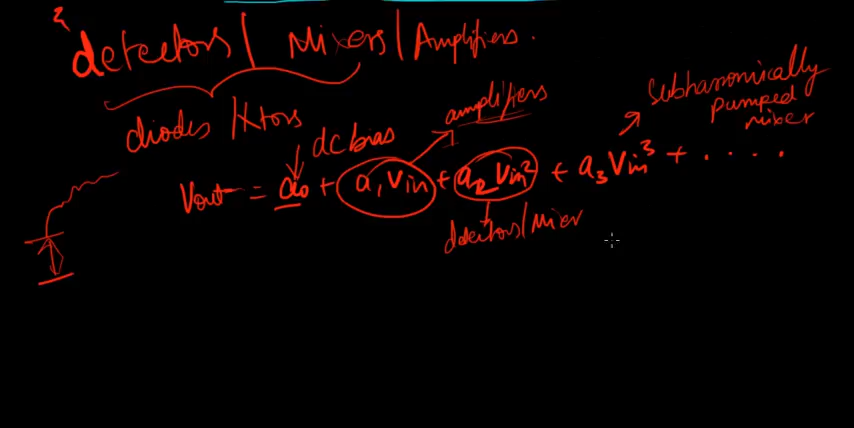 detectors / Mixers / Amplifiers.
diodes / Xtors
DC bias
amplifiers
Subharmonically
pumped
mixer
Vout = a₀ + a₁Vin + a₂Vin² + a₃Vin³ + ....
detectors / Mixer